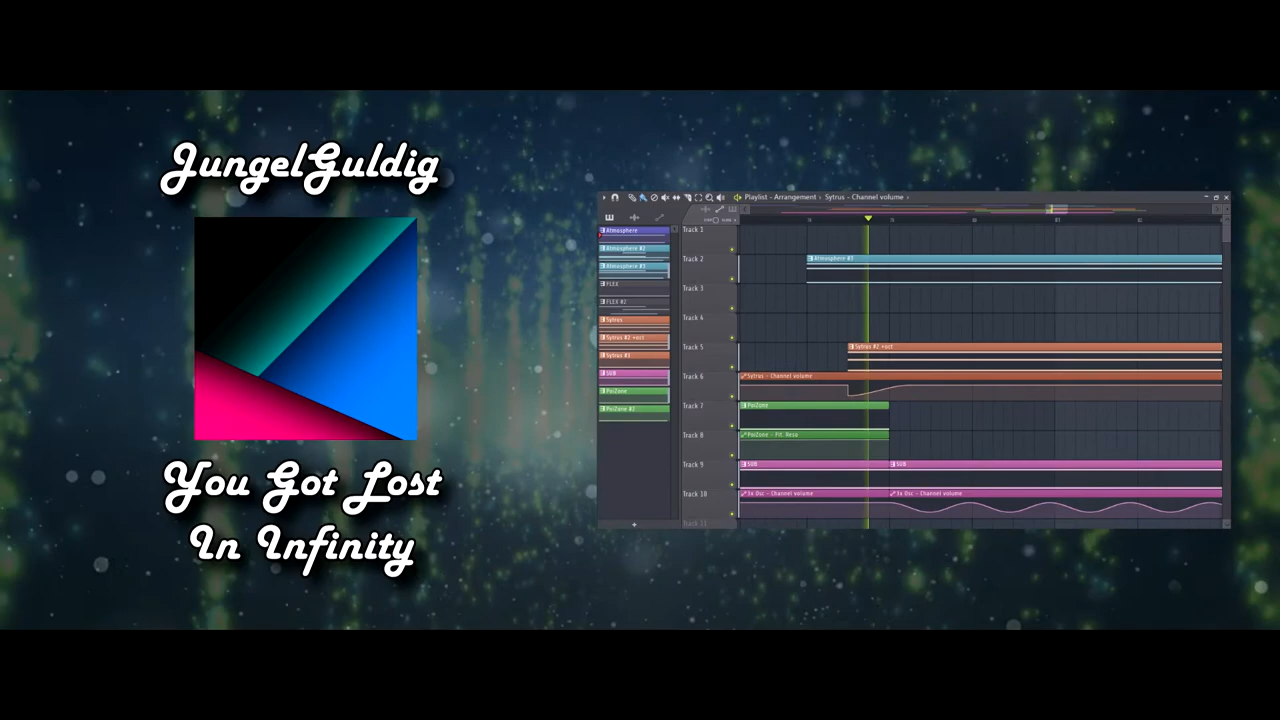 JungelGuldig
You Got Lost
In Infinity
Playlist - Arrangement › Sytrus - Channel volume ›
Atmosphere
Atmosphere #2
Atmosphere #3
FLEX
FLEX #2
Sytrus
Sytrus #2 +oct
Sytrus #3
SUB
PoiZone
PoiZone #2
Track 1
Track 2
Atmosphere #3
Track 3
Track 4
Track 5
Sytrus #2 +oct
Track 6
Sytrus - Channel volume
Track 7
PoiZone
Track 8
PoiZone - Flt. Reso
Track 9
SUB
SUB
Track 10
3x Osc - Channel volume
3x Osc - Channel volume
Track 11